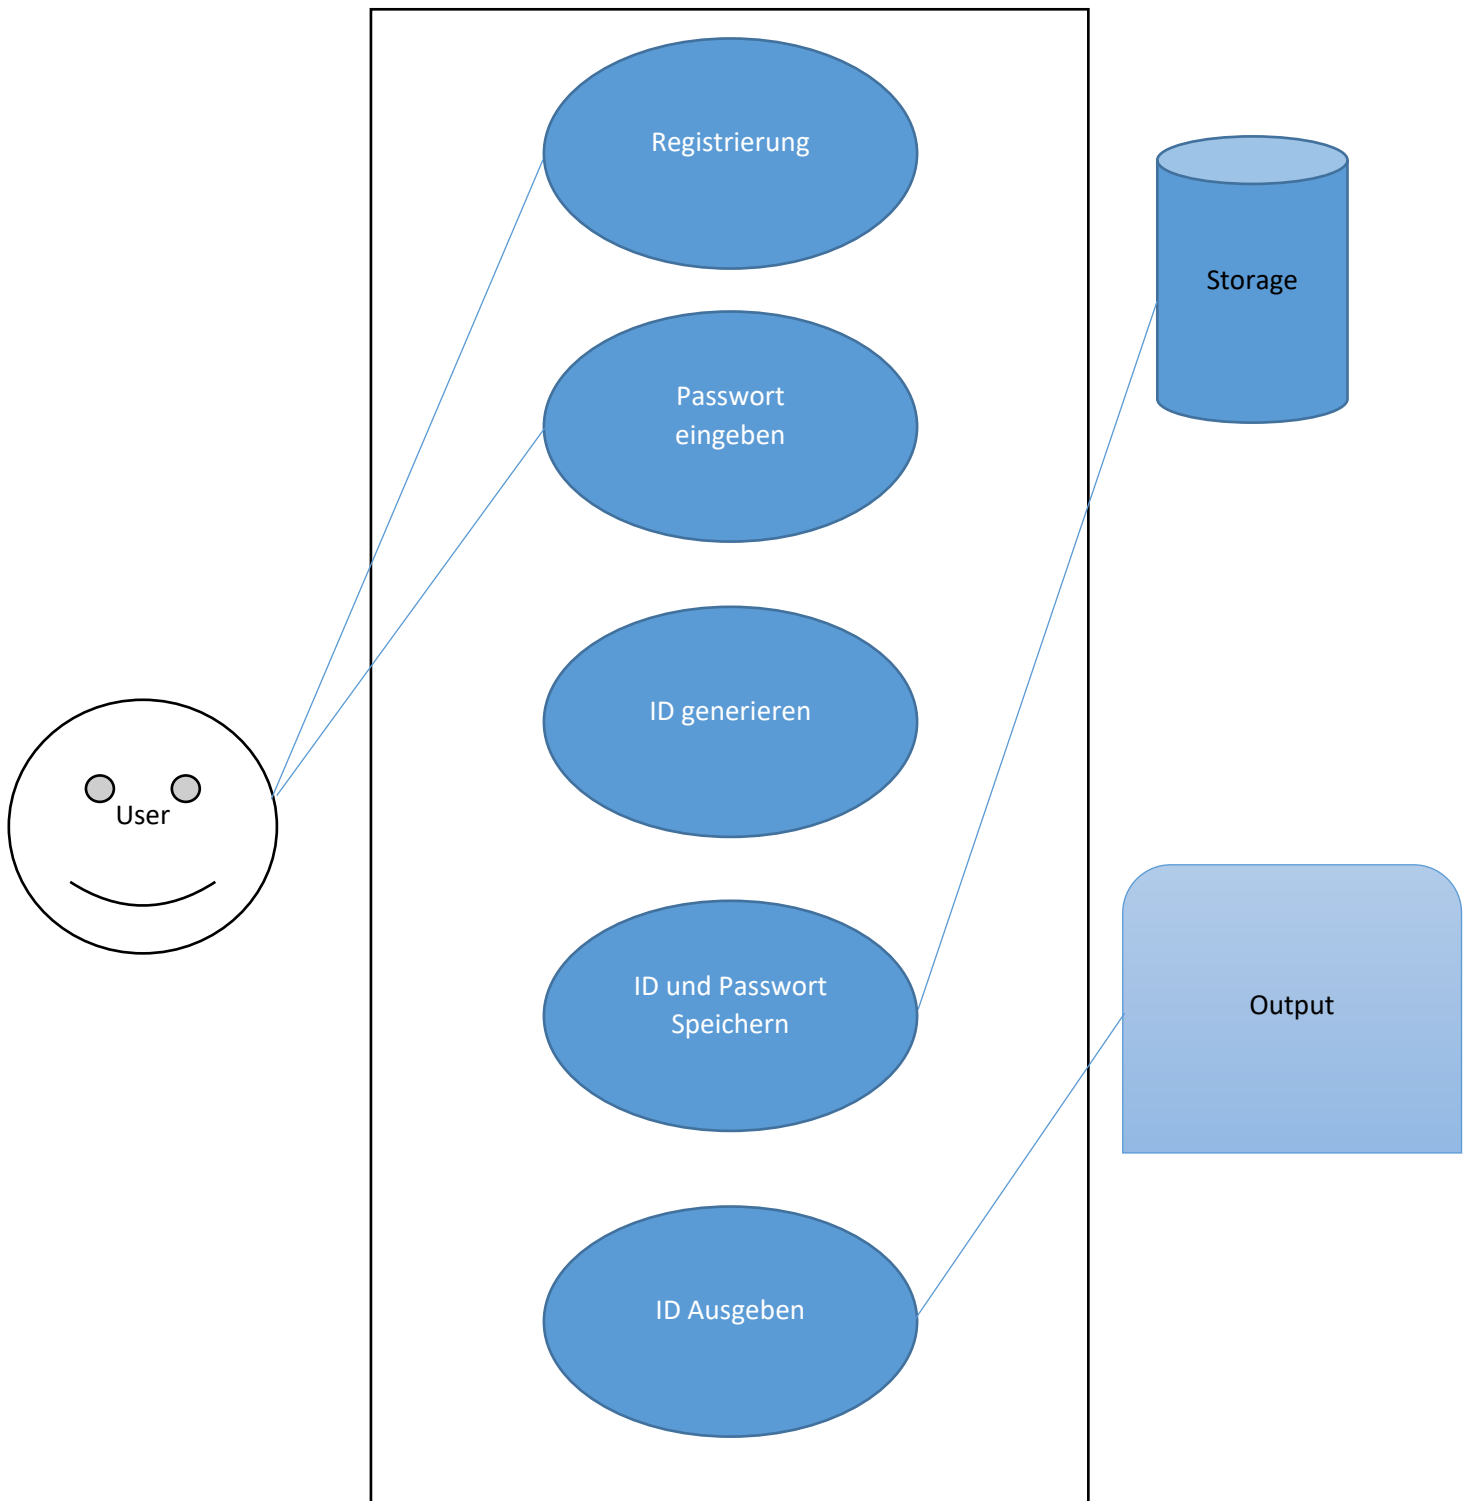 Registrierung
Storage
Passwort
eingeben
ID generieren
User
ID und Passwort
Speichern
Output
ID Ausgeben